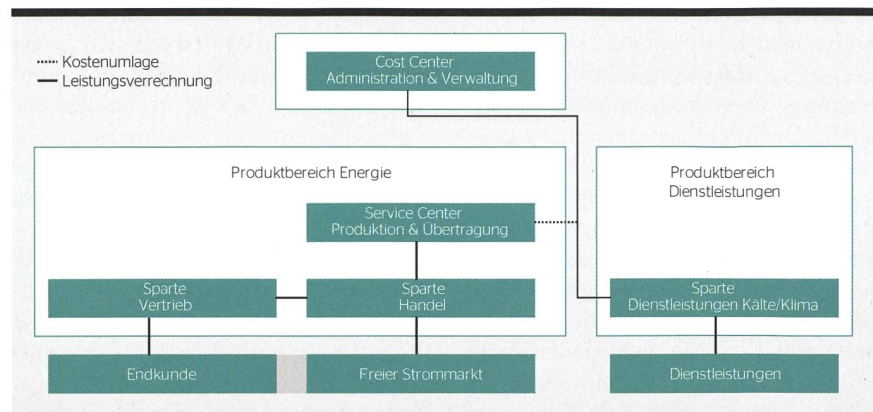 Kostenumlage
Leistungsverrechnung
Cost Center
Administration & Verwaltung
Produktbereich Energie
Produktbereich
Dienstleistungen
Service Center
Produktion & Übertragung
Sparte
Vertrieb
Sparte
Handel
Sparte
Dienstleistungen Kälte/Klima
Endkunde
Freier Strommarkt
Dienstleistungen